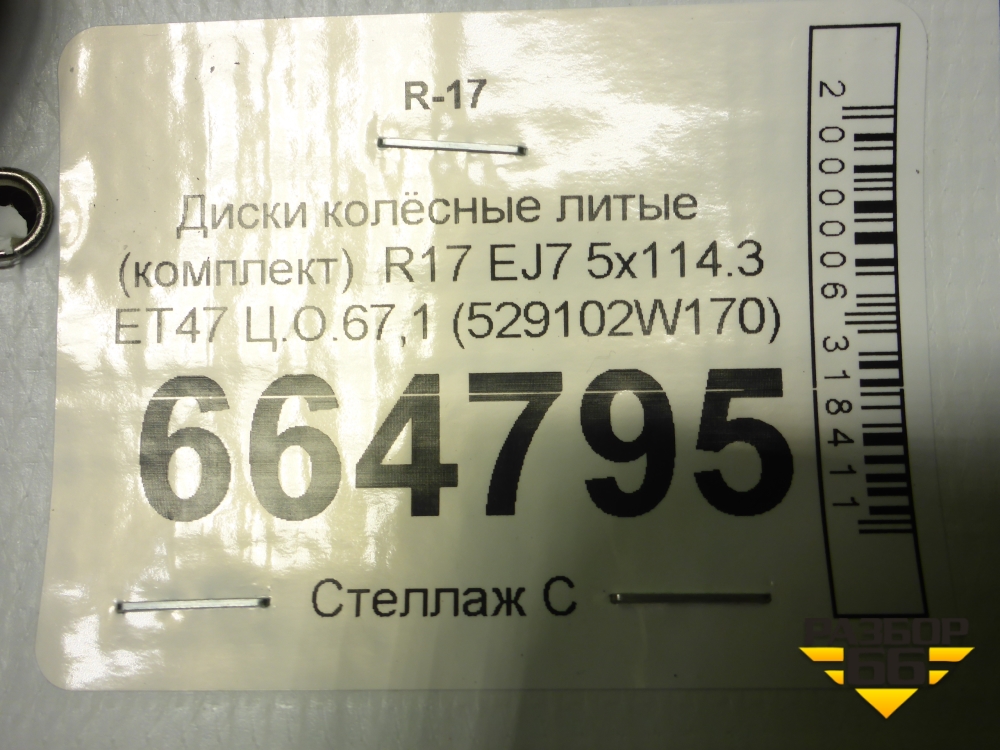 R-17
Диски колёсные литые
(комплект) R17 EJ7 5x114.3
ET47 Ц.О.67,1 (529102W170)
664795
Стеллаж С
2000006318411
РАЗБОР
66